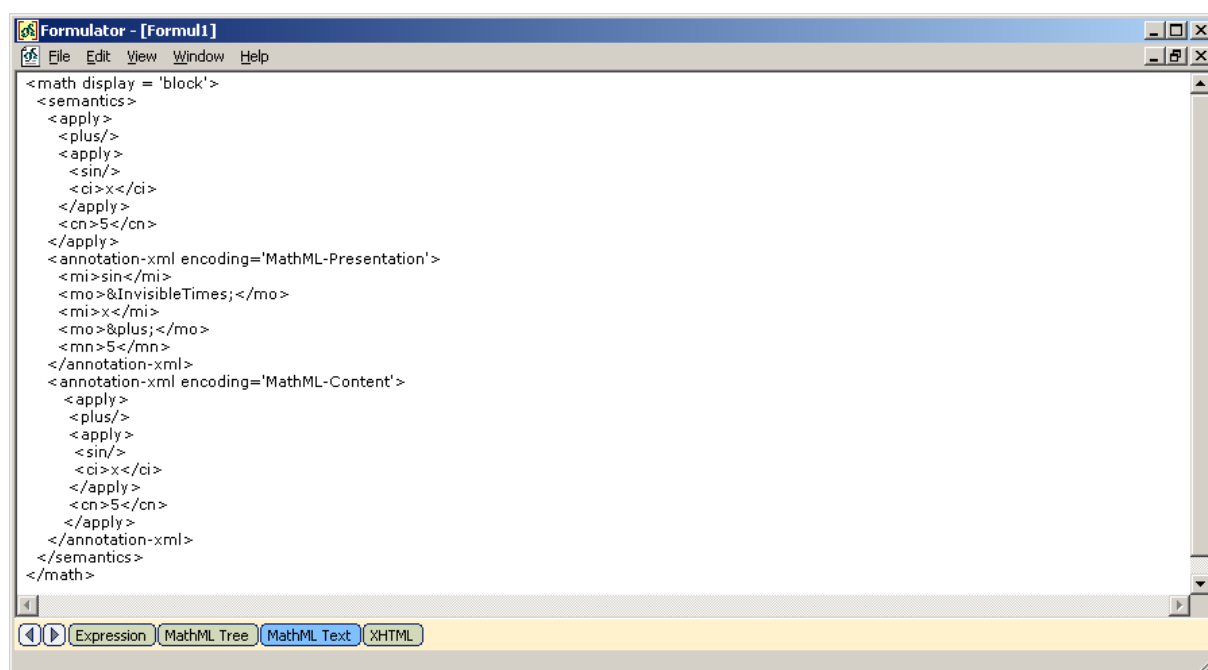 Formulator - [Formul1]
File Edit View Window Help
<math display = 'block'>
<semantics>
<apply>
<plus/>
<apply>
<sin/>
<ci>x</ci>
</apply>
<cn>5</cn>
</apply>
<annotation-xml encoding='MathML-Presentation'>
<mi>sin</mi>
<mo>&InvisibleTimes;</mo>
<mi>x</mi>
<mo>&plus;</mo>
<mn>5</mn>
</annotation-xml>
<annotation-xml encoding='MathML-Content'>
<apply>
<plus/>
<apply>
<sin/>
<ci>x</ci>
</apply>
<cn>5</cn>
</apply>
</annotation-xml>
</semantics>
</math>
Expression MathML Tree MathML Text XHTML